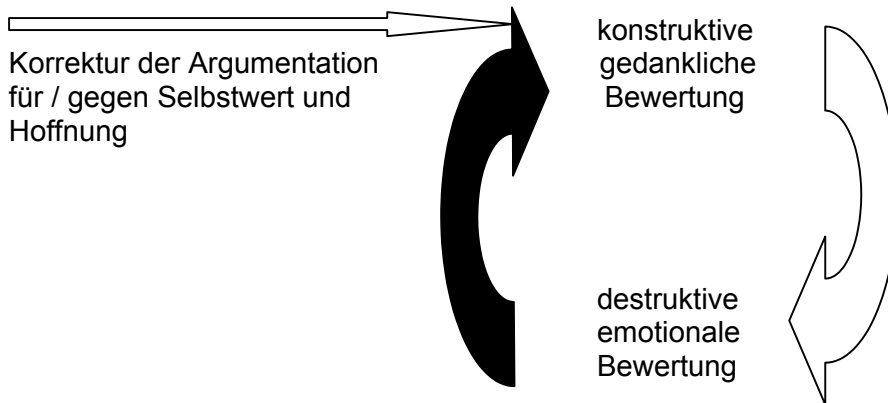 Korrektur der Argumentation
für / gegen Selbstwert und
Hoffnung
konstruktive
gedankliche
Bewertung
destruktive
emotionale
Bewertung